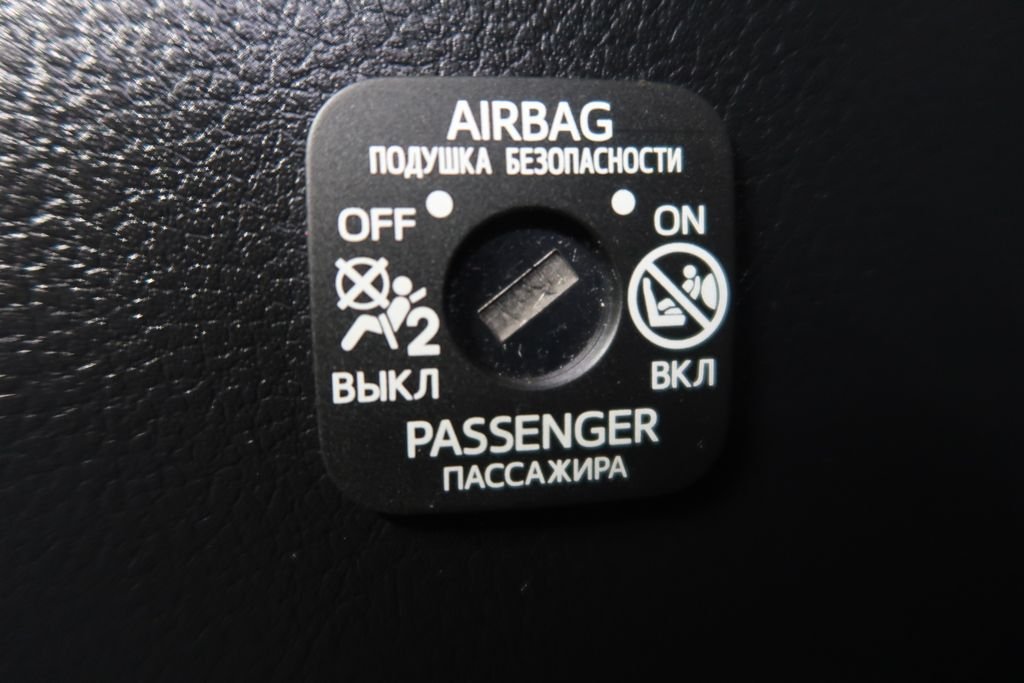 AIRBAG
ПОДУШКА БЕЗОПАСНОСТИ
OFF
ON
2
ВЫКЛ
ВКЛ
PASSENGER
ПАССАЖИРА